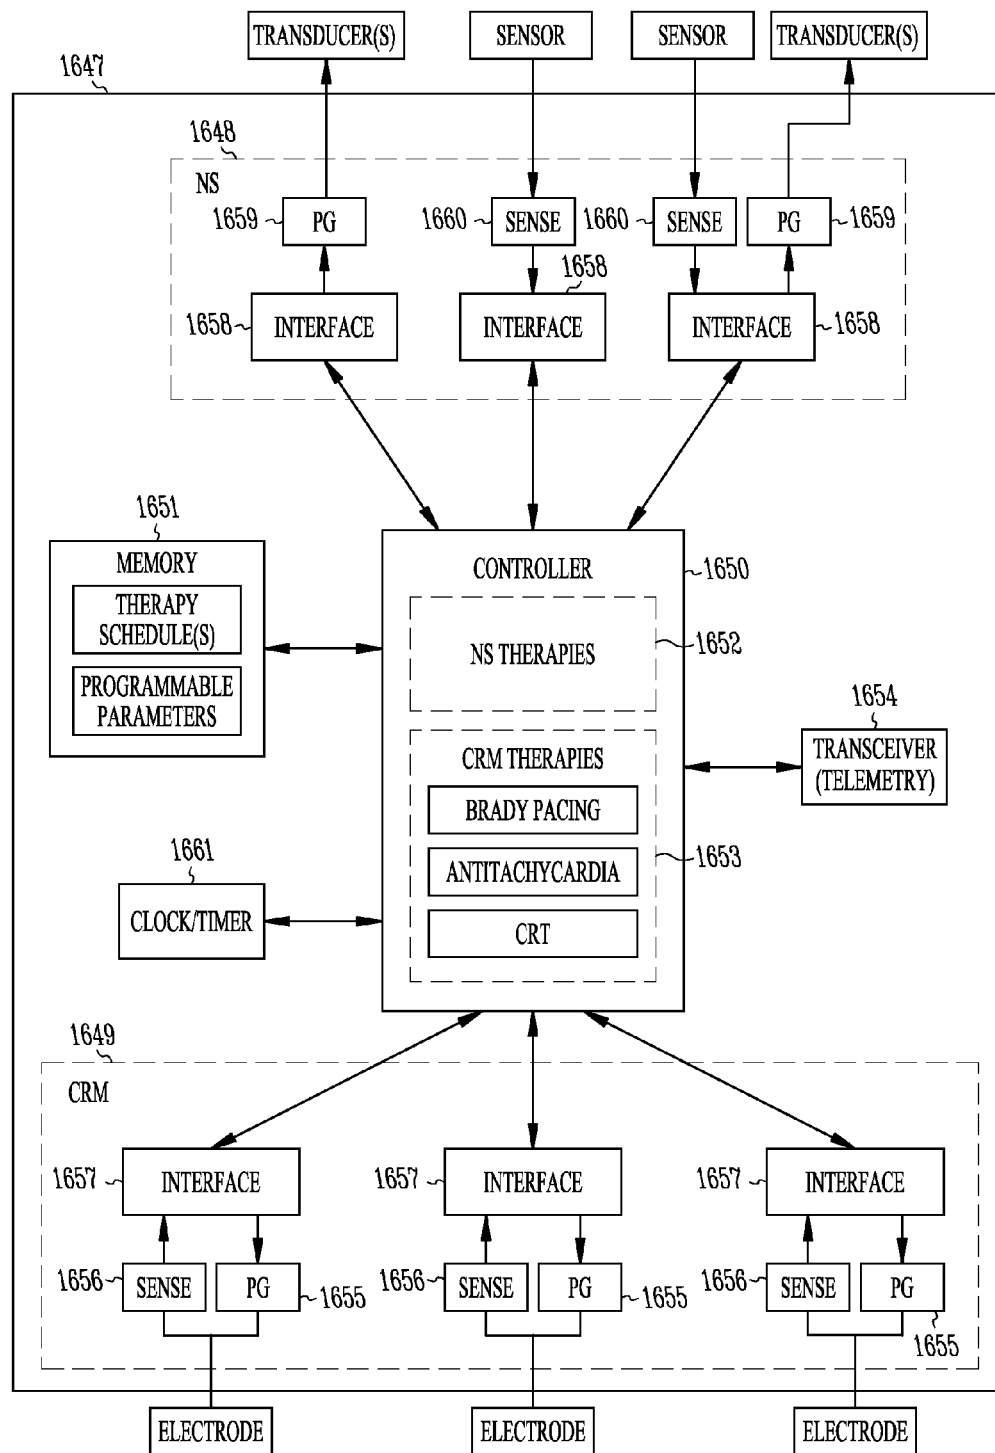 TRANSDUCER(S) SENSOR SENSOR TRANSDUCER(S)
1647
1648
NS
1659 PG 1660 SENSE 1660 SENSE PG 1659
1658
1658 INTERFACE INTERFACE INTERFACE 1658
1651
MEMORY
THERAPY
SCHEDULE(S)
PROGRAMMABLE
PARAMETERS
CONTROLLER 1650
NS THERAPIES 1652
1654
TRANSCEIVER
(TELEMETRY)
CRM THERAPIES
BRADY PACING
ANTITACHYCARDIA 1653
CRT
1661
CLOCK/TIMER
1649
CRM
1657 INTERFACE 1657 INTERFACE 1657 INTERFACE
1656 SENSE PG 1655 1656 SENSE PG 1655 1656 SENSE PG 1655
ELECTRODE ELECTRODE ELECTRODE